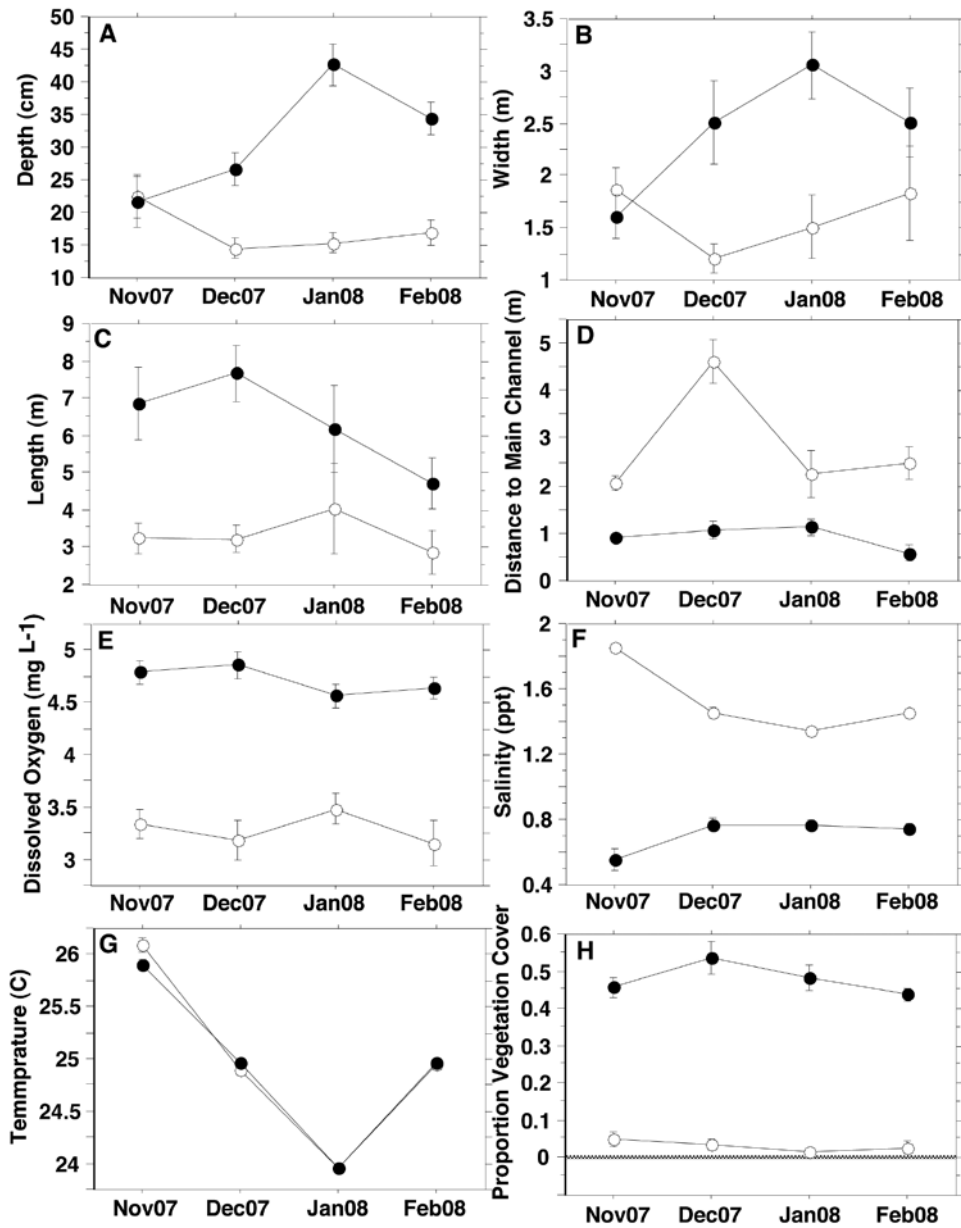 A
Depth (cm)
50
45
40
35
30
25
20
15
10
Nov07 Dec07 Jan08 Feb08
B
Width (m)
3.5
3
2.5
2
1.5
1
Nov07 Dec07 Jan08 Feb08
C
Length (m)
9
8
7
6
5
4
3
2
Nov07 Dec07 Jan08 Feb08
D
Distance to Main Channel (m)
5
4
3
2
1
0
Nov07 Dec07 Jan08 Feb08
E
Dissolved Oxygen (mg L-1)
5
4.5
4
3.5
3
Nov07 Dec07 Jan08 Feb08
F
Salinity (ppt)
2
1.6
1.2
0.8
0.4
Nov07 Dec07 Jan08 Feb08
G
Temmprature (C)
26
25.5
25
24.5
24
Nov07 Dec07 Jan08 Feb08
H
Proportion Vegetation Cover
0.6
0.5
0.4
0.3
0.2
0.1
0
Nov07 Dec07 Jan08 Feb08